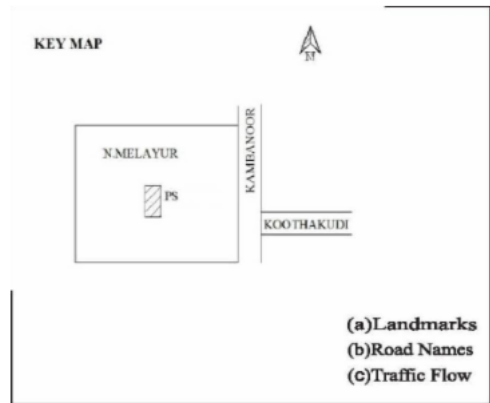 KEY MAP
N
N.MELAYUR
PS
KAMBANOOR
KOOTHAKUDI
(a)Landmarks
(b)Road Names
(c)Traffic Flow